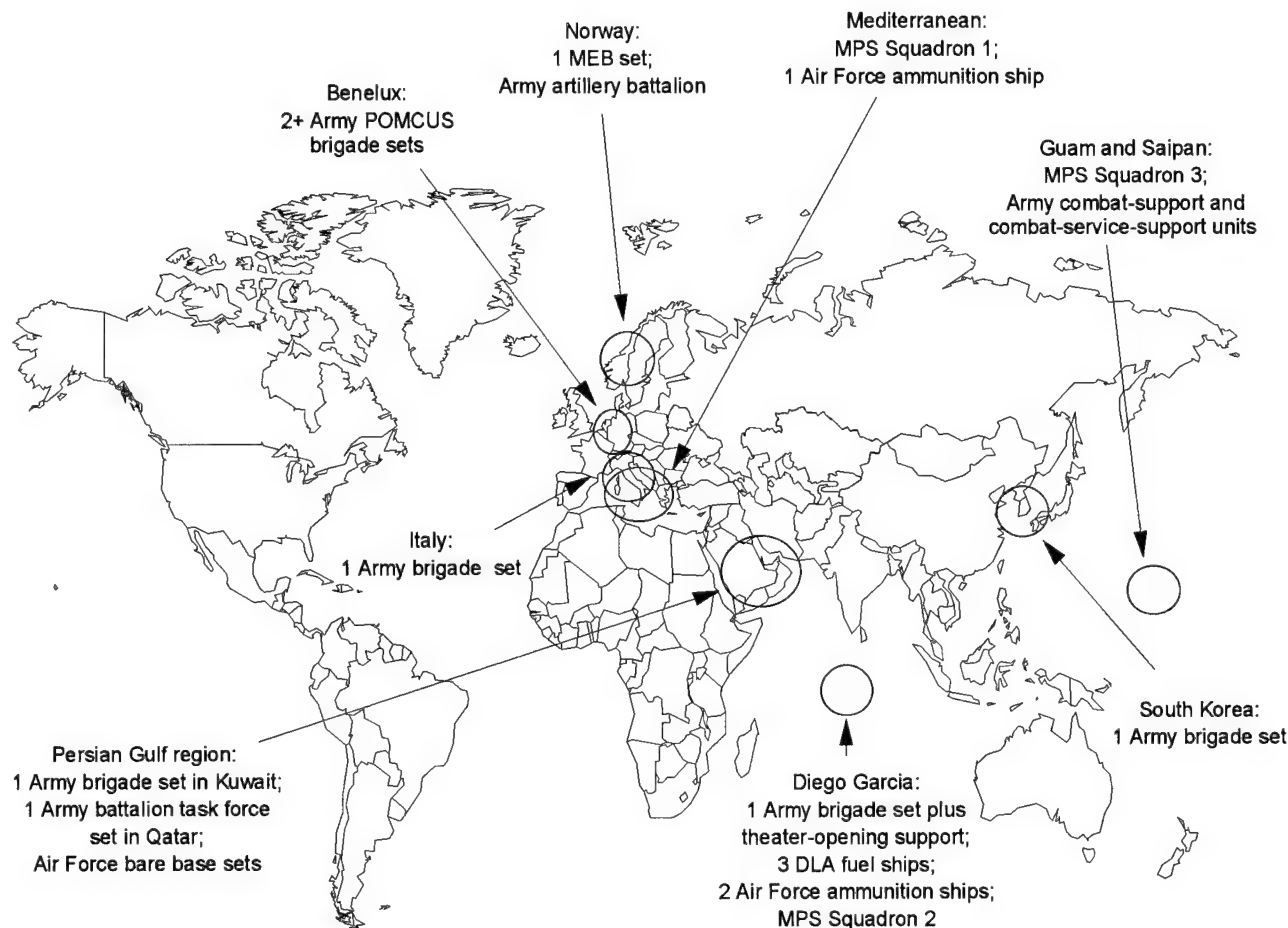 Norway:
1 MEB set;
Army artillery battalion
Mediterranean:
MPS Squadron 1;
1 Air Force ammunition ship
Benelux:
2+ Army POMCUS
brigade sets
Guam and Saipan:
MPS Squadron 3;
Army combat-support and
combat-service-support units
Italy:
1 Army brigade set
South Korea:
1 Army brigade set
Persian Gulf region:
1 Army brigade set in Kuwait;
1 Army battalion task force
set in Qatar;
Air Force bare base sets
Diego Garcia:
1 Army brigade set plus
theater-opening support;
3 DLA fuel ships;
2 Air Force ammunition ships;
MPS Squadron 2